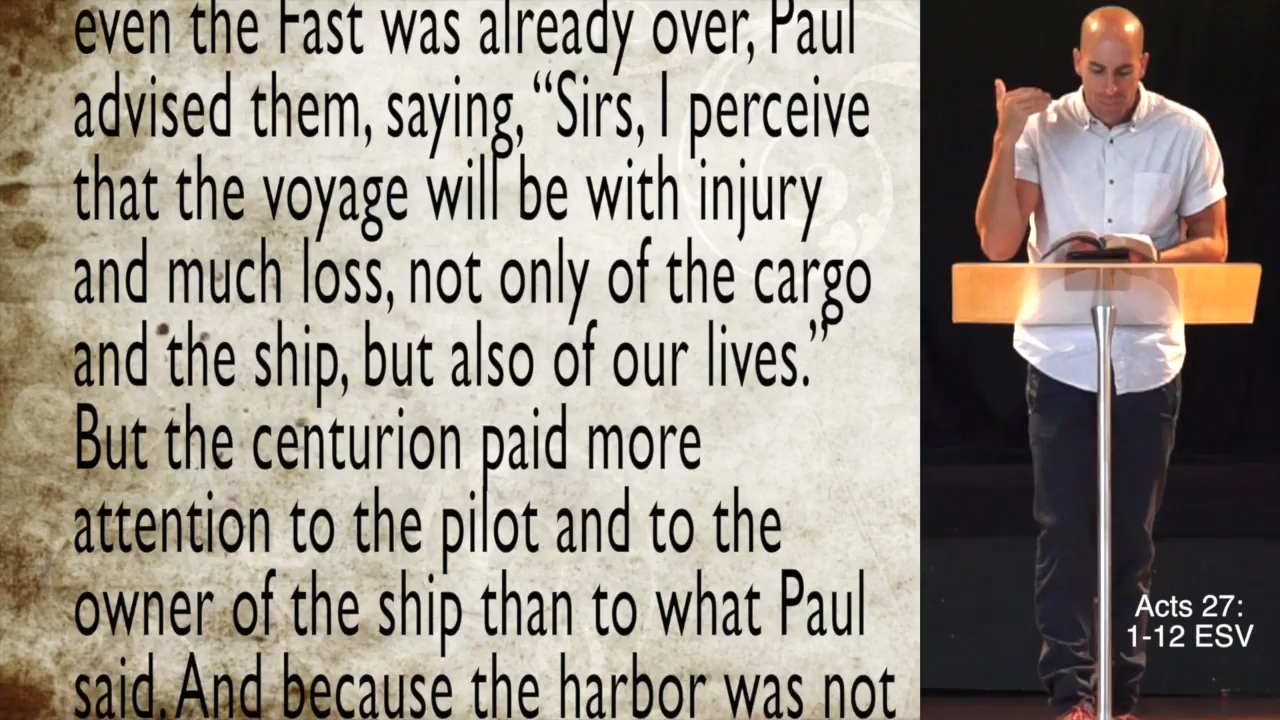 even the Fast was already over, Paul
advised them, saying, “Sirs, I perceive
that the voyage will be with injury
and much loss, not only of the cargo
and the ship, but also of our lives.”
But the centurion paid more
attention to the pilot and to the
owner of the ship than to what Paul
said. And because the harbor was not
Acts 27:
1-12 ESV